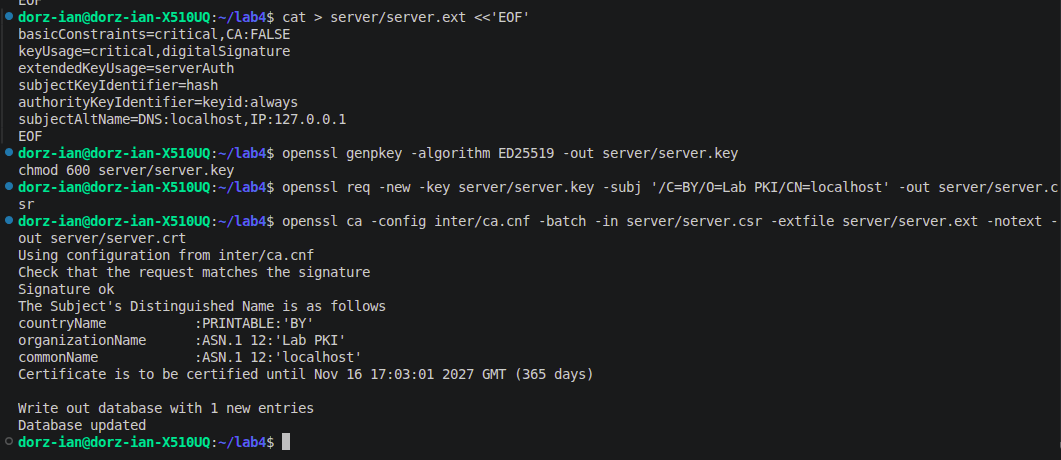 EOF
dorz-ian@dorz-ian-X510UQ:~/lab4$ cat > server/server.ext <<'EOF'
basicConstraints=critical,CA:FALSE
keyUsage=critical,digitalSignature
extendedKeyUsage=serverAuth
subjectKeyIdentifier=hash
authorityKeyIdentifier=keyid:always
subjectAltName=DNS:localhost,IP:127.0.0.1
EOF
dorz-ian@dorz-ian-X510UQ:~/lab4$ openssl genpkey -algorithm ED25519 -out server/server.key
chmod 600 server/server.key
dorz-ian@dorz-ian-X510UQ:~/lab4$ openssl req -new -key server/server.key -subj '/C=BY/O=Lab PKI/CN=localhost' -out server/server.c
sr
dorz-ian@dorz-ian-X510UQ:~/lab4$ openssl ca -config inter/ca.cnf -batch -in server/server.csr -extfile server/server.ext -notext -
out server/server.crt
Using configuration from inter/ca.cnf
Check that the request matches the signature
Signature ok
The Subject's Distinguished Name is as follows
countryName           :PRINTABLE:'BY'
organizationName      :ASN.1 12:'Lab PKI'
commonName            :ASN.1 12:'localhost'
Certificate is to be certified until Nov 16 17:03:01 2027 GMT (365 days)
Write out database with 1 new entries
Database updated
dorz-ian@dorz-ian-X510UQ:~/lab4$